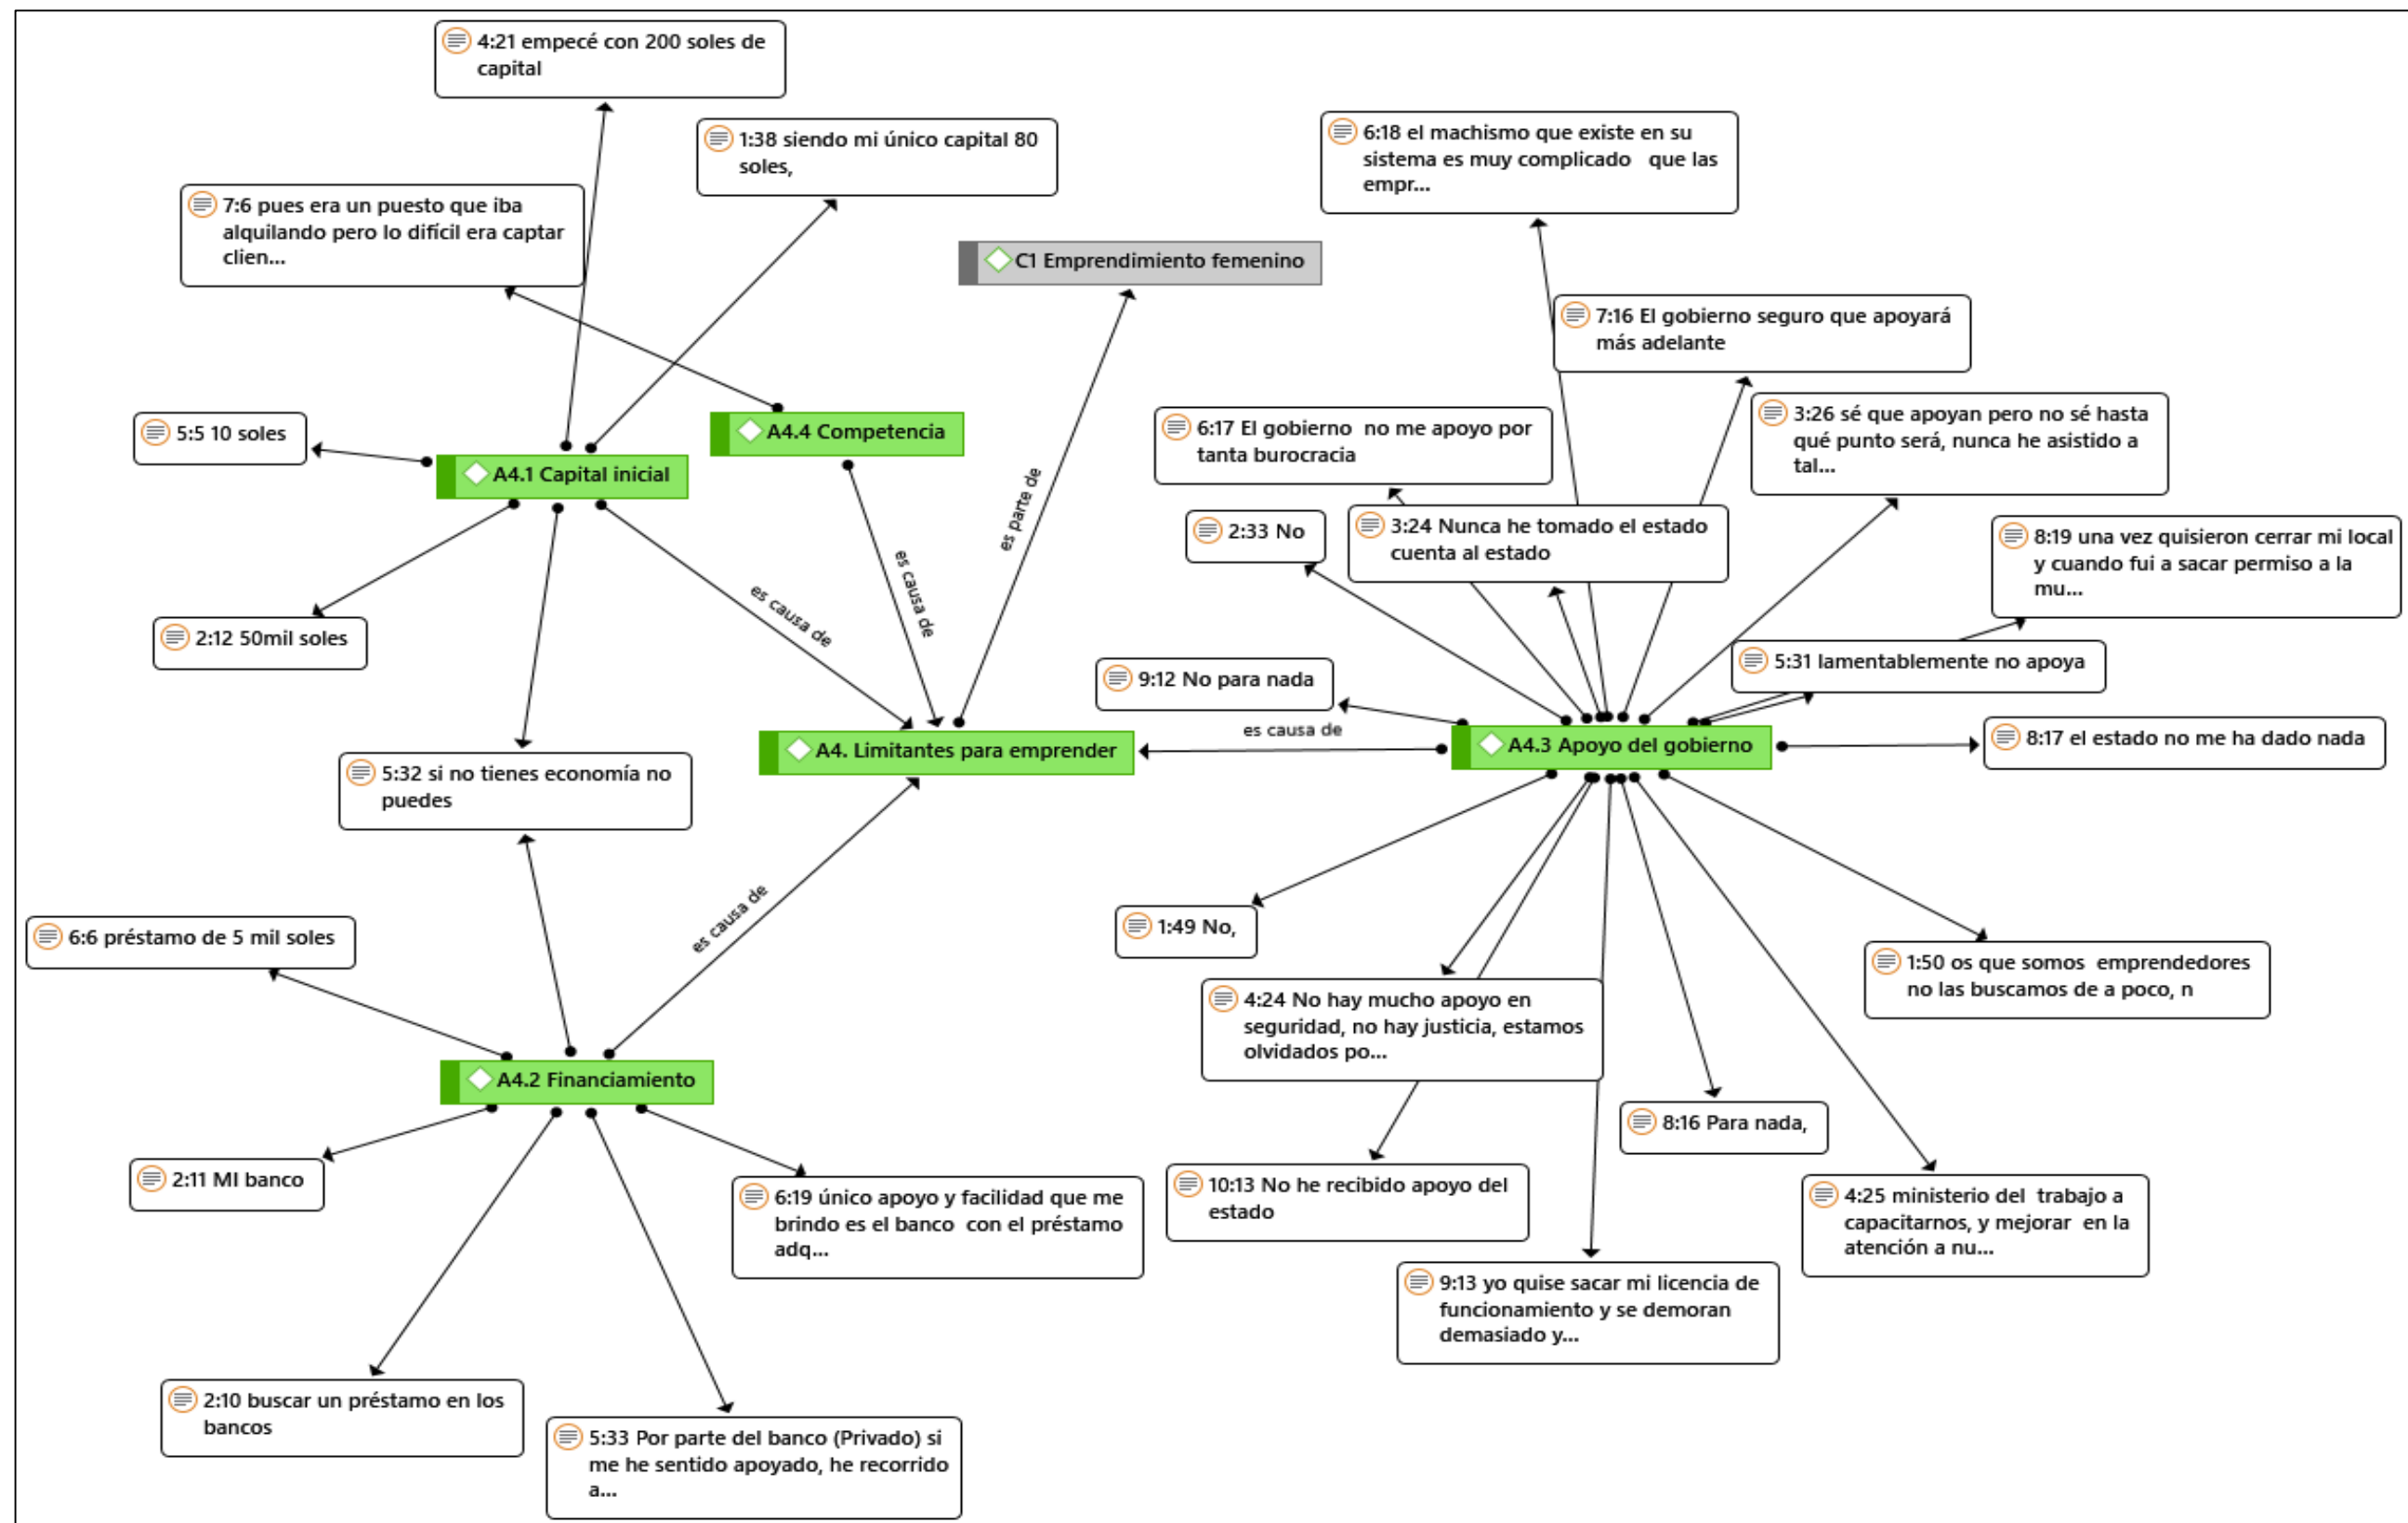 4:21 empecé con 200 soles de
capital
1:38 siendo mi único capital 80
soles,
6:18 el machismo que existe en su
sistema es muy complicado que las
empr...
7:6 pues era un puesto que iba
alquilando pero lo difícil era captar
clien...
C1 Emprendimiento femenino
7:16 El gobierno seguro que apoyará
más adelante
5:5 10 soles
A4.4 Competencia
6:17 El gobierno no me apoyo por
tanta burocracia
3:26 sé que apoyan pero no sé hasta
qué punto será, nunca he asistido a
tal...
A4.1 Capital inicial
es parte de
2:33 No
3:24 Nunca he tomado el estado
cuenta al estado
8:19 una vez quisieron cerrar mi local
y cuando fui a sacar permiso a la
mu...
es causa de
es causa de
2:12 50mil soles
9:12 No para nada
5:31 lamentablemente no apoya
A4. Limitantes para emprender
es causa de
A4.3 Apoyo del gobierno
8:17 el estado no me ha dado nada
5:32 si no tienes economía no
puedes
es causa de
6:6 préstamo de 5 mil soles
1:49 No,
1:50 os que somos emprendedores
no las buscamos de a poco, n
4:24 No hay mucho apoyo en
seguridad, no hay justicia, estamos
olvidados po...
A4.2 Financiamiento
8:16 Para nada,
2:11 MI banco
6:19 único apoyo y facilidad que me
brindo es el banco con el préstamo
adq...
10:13 No he recibido apoyo del
estado
4:25 ministerio del trabajo a
capacitarnos, y mejorar en la
atención a nu...
9:13 yo quise sacar mi licencia de
funcionamiento y se demoran
demasiado y...
2:10 buscar un préstamo en los
bancos
5:33 Por parte del banco (Privado) si
me he sentido apoyado, he recorrido
a...